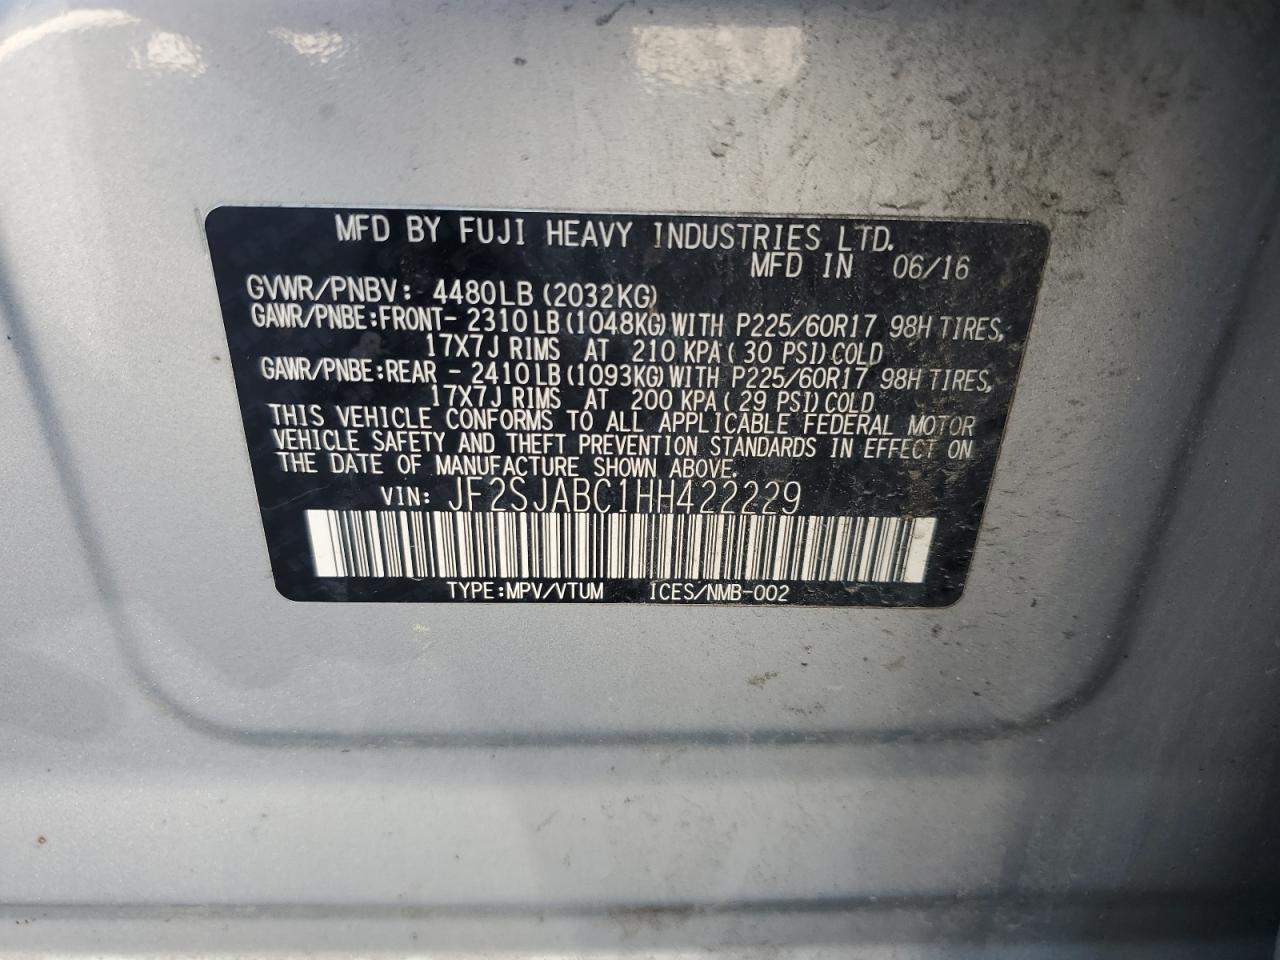 MFD BY FUJI HEAVY INDUSTRIES LTD.
MFD IN 06/16
GVWR/PNBV: 4480LB (2032KG)
GAWR/PNBE:FRONT- 2310LB (1048KG) WITH P225/60R17 98H TIRES,
17X7J RIMS AT 210 KPA( 30 PSI) COLD
GAWR/PNBE:REAR - 2410LB (1093KG) WITH P225/60R17 98H TIRES,
17X7J RIMS AT 200 KPA( 29 PSI) COLD
THIS VEHICLE CONFORMS TO ALL APPLICABLE FEDERAL MOTOR
VEHICLE SAFETY AND THEFT PREVENTION STANDARDS IN EFFECT ON
THE DATE OF MANUFACTURE SHOWN ABOVE.
VIN: JF2SJABC1HH422229
TYPE:MPV/VTUM ICES/NMB-002